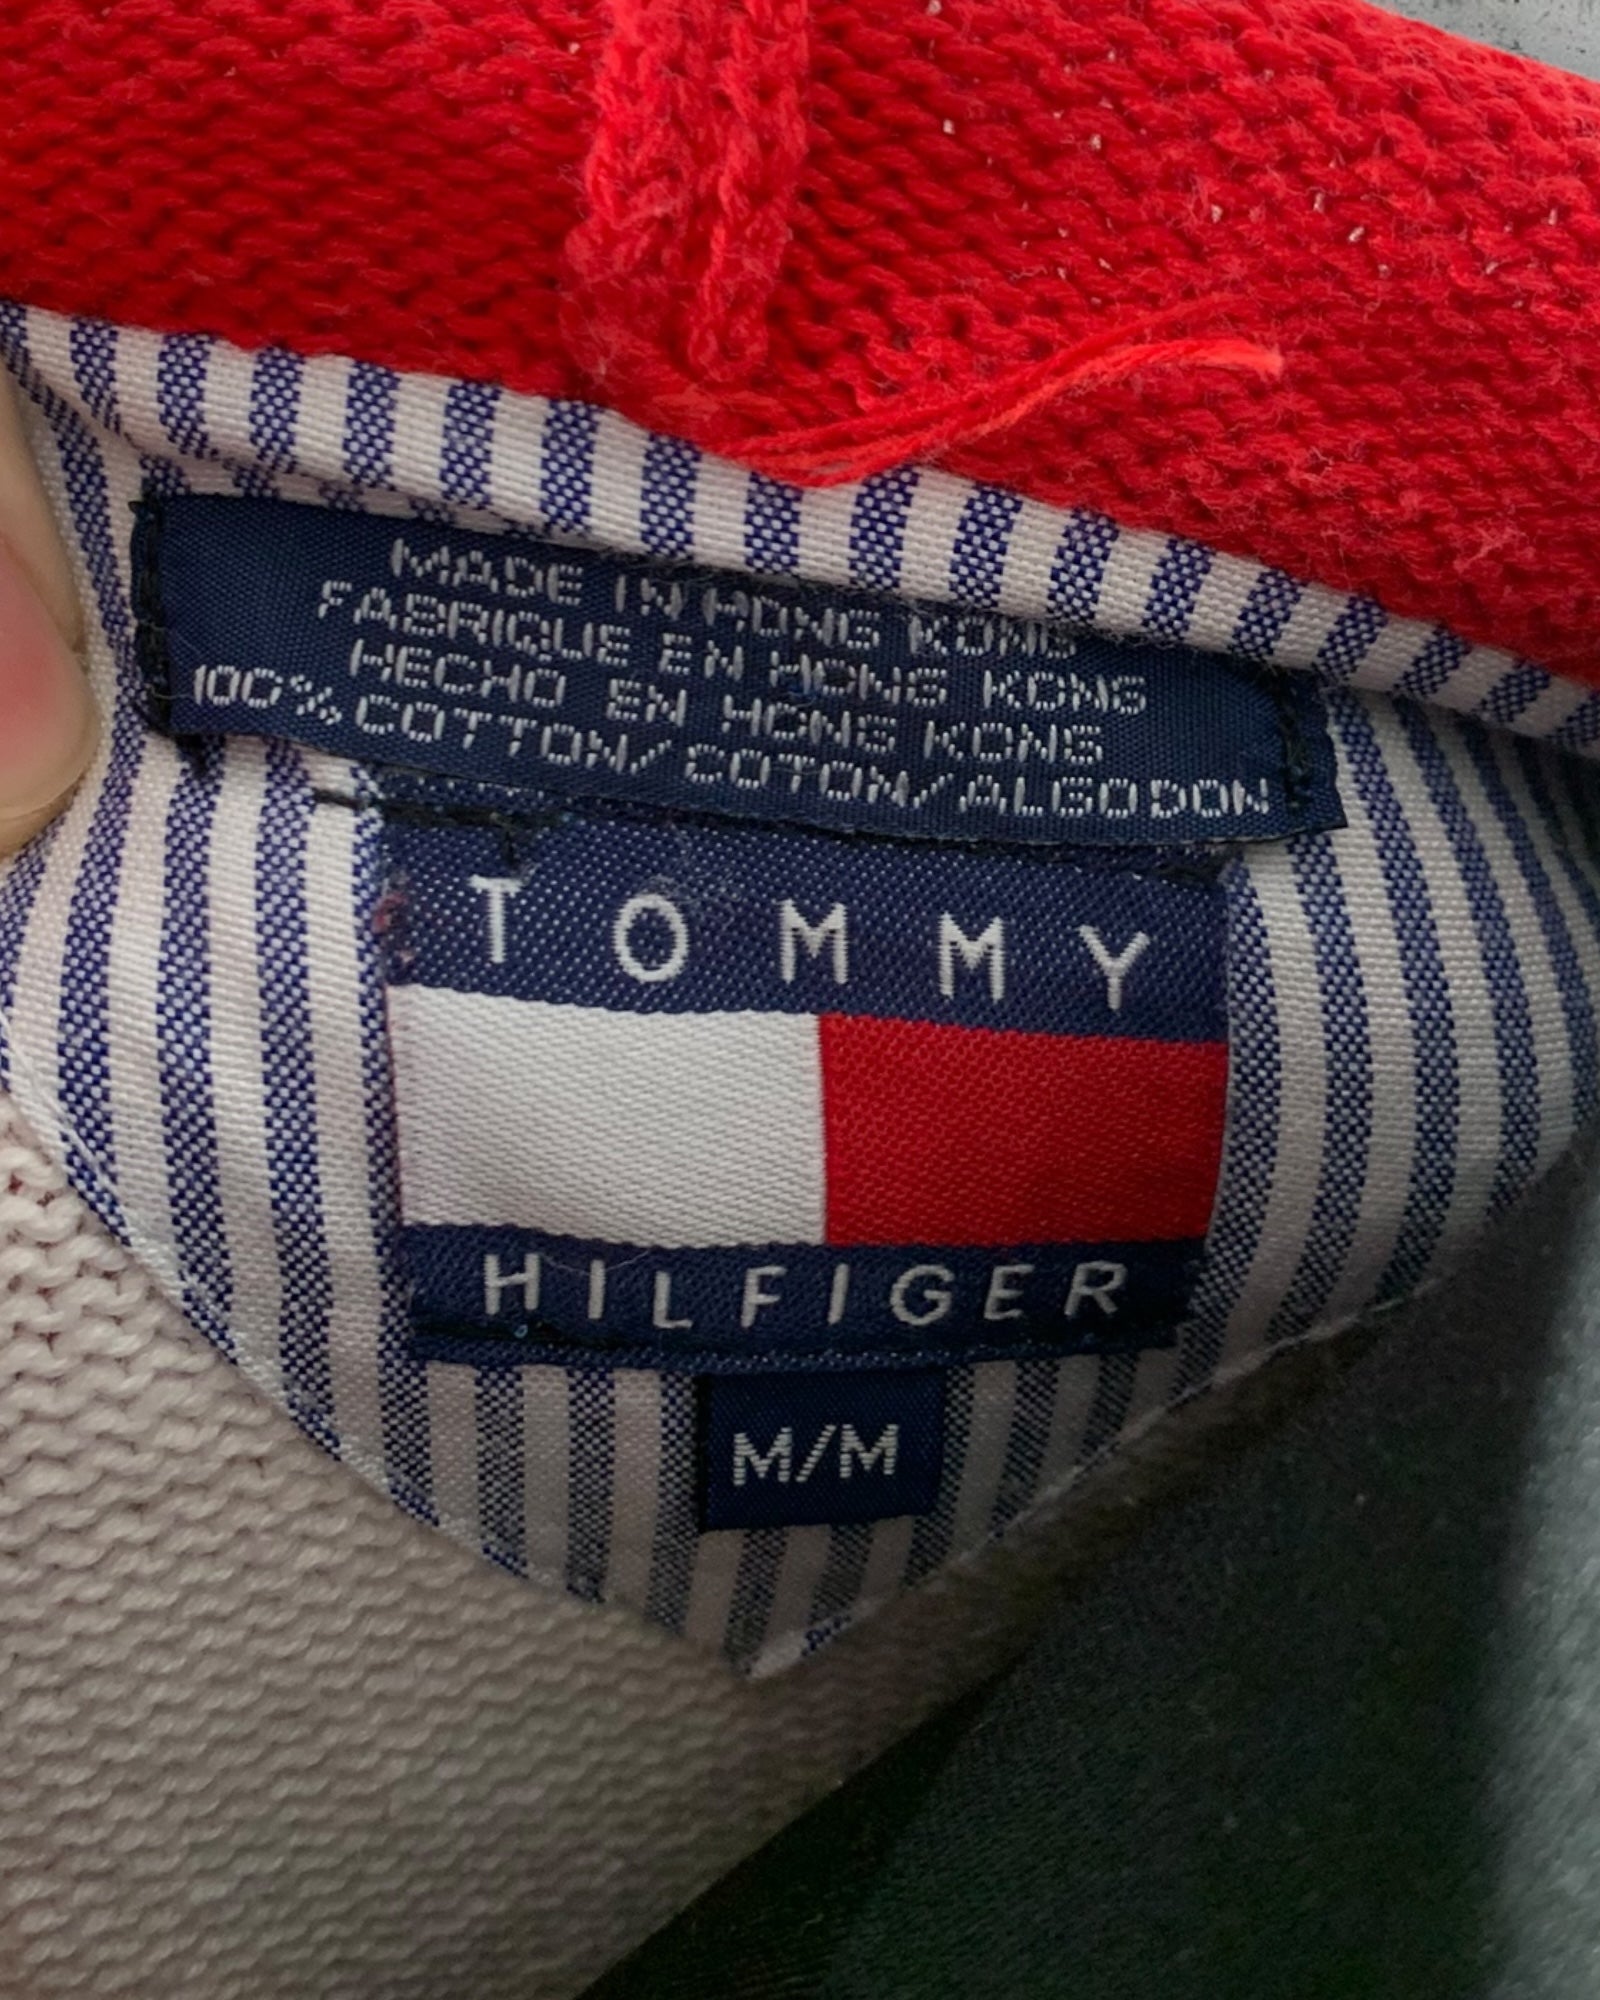 MADE IN HONG KONG
FABRIQUE EN HONG KONG
HECHO EN HONG KONG
100% COTTON/COTON/ALGODON
TOMMY
HILFIGER
M/M